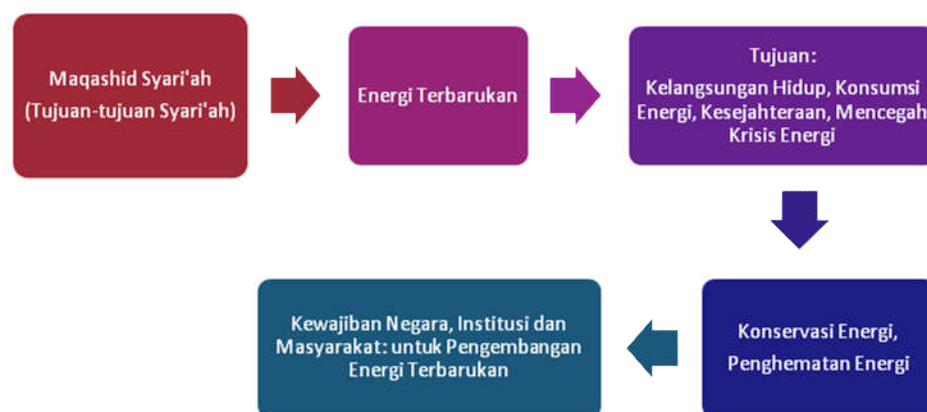 Maqashid Syari'ah
(Tujuan-tujuan Syari'ah)
Energi Terbarukan
Tujuan:
Kelangsungan Hidup, Konsumsi
Energi, Kesejahteraan, Mencegah
Krisis Energi
Konservasi Energi,
Penghematan Energi
Kewajiban Negara, Institusi dan
Masyarakat: untuk Pengembangan
Energi Terbarukan